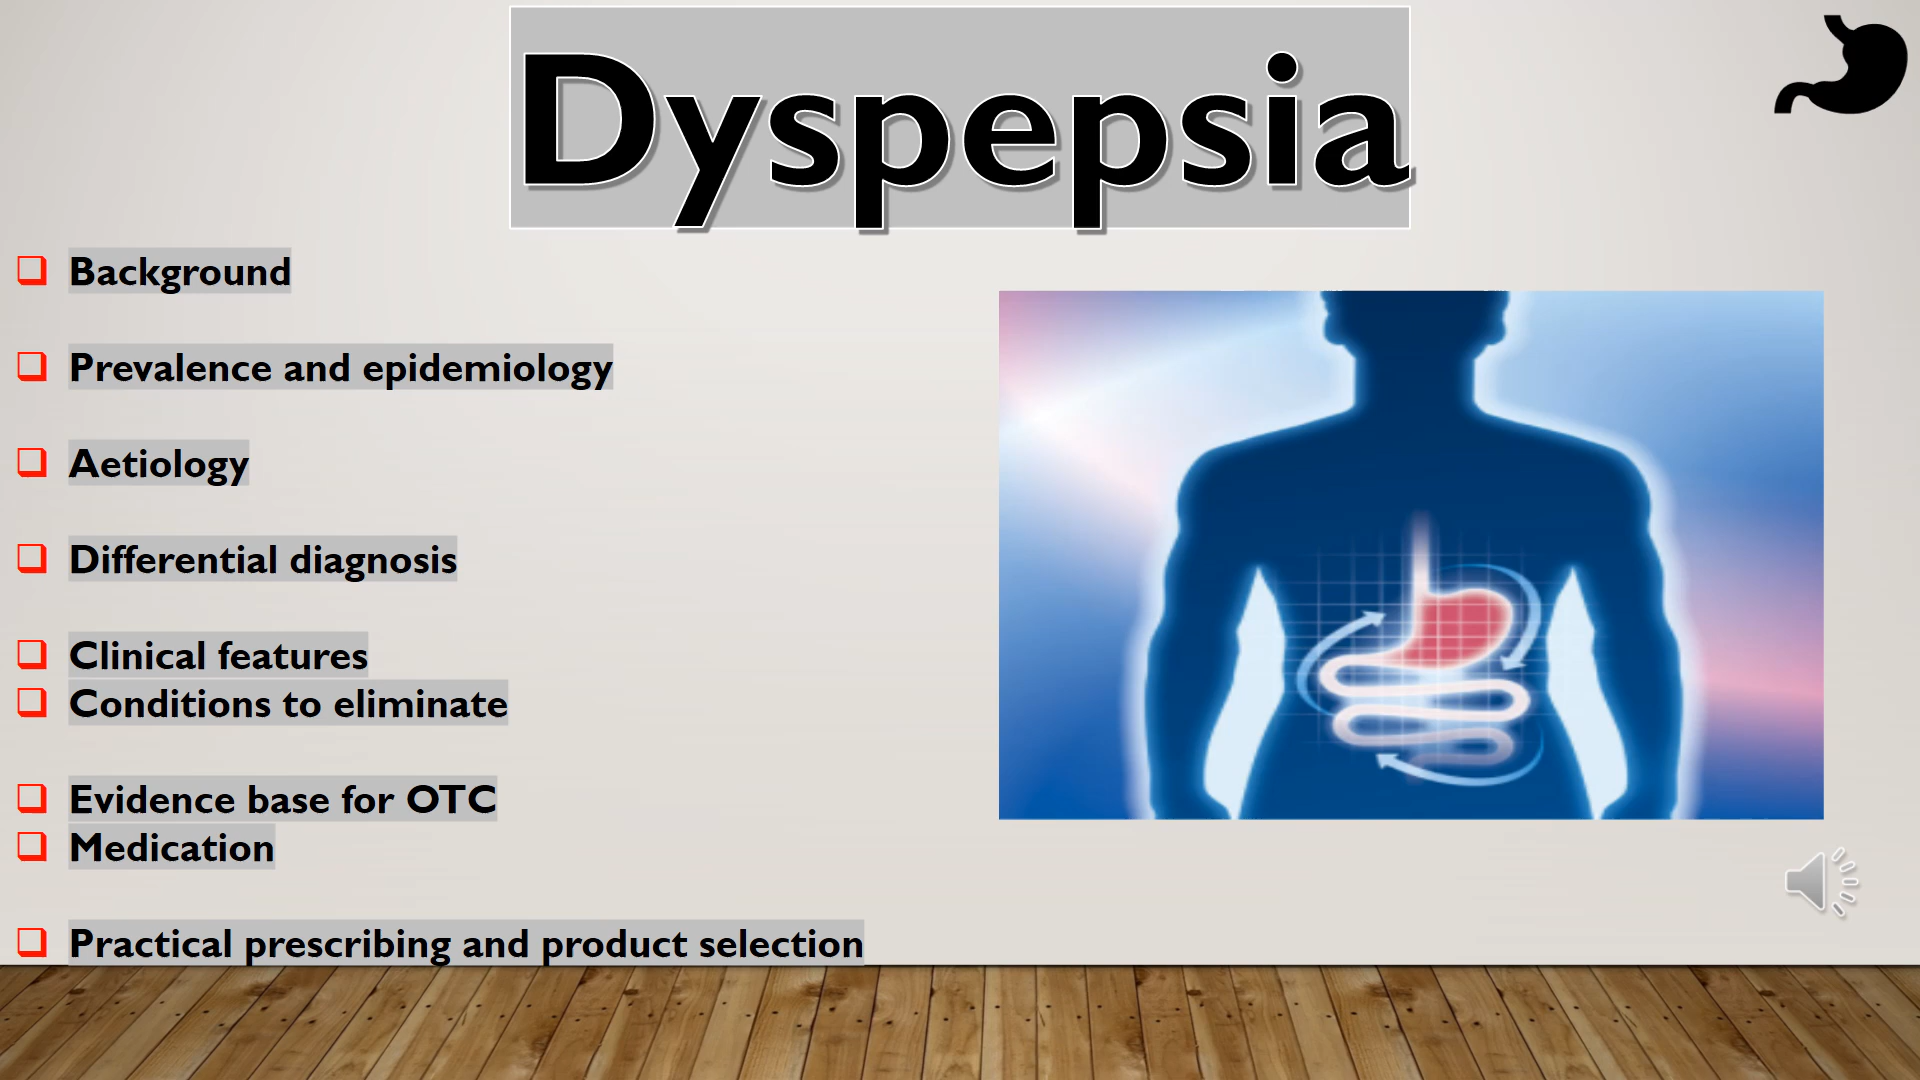 Dyspepsia
Background
Prevalence and epidemiology
Aetiology
Differential diagnosis
Clinical features
Conditions to eliminate
Evidence base for OTC
Medication
Practical prescribing and product selection